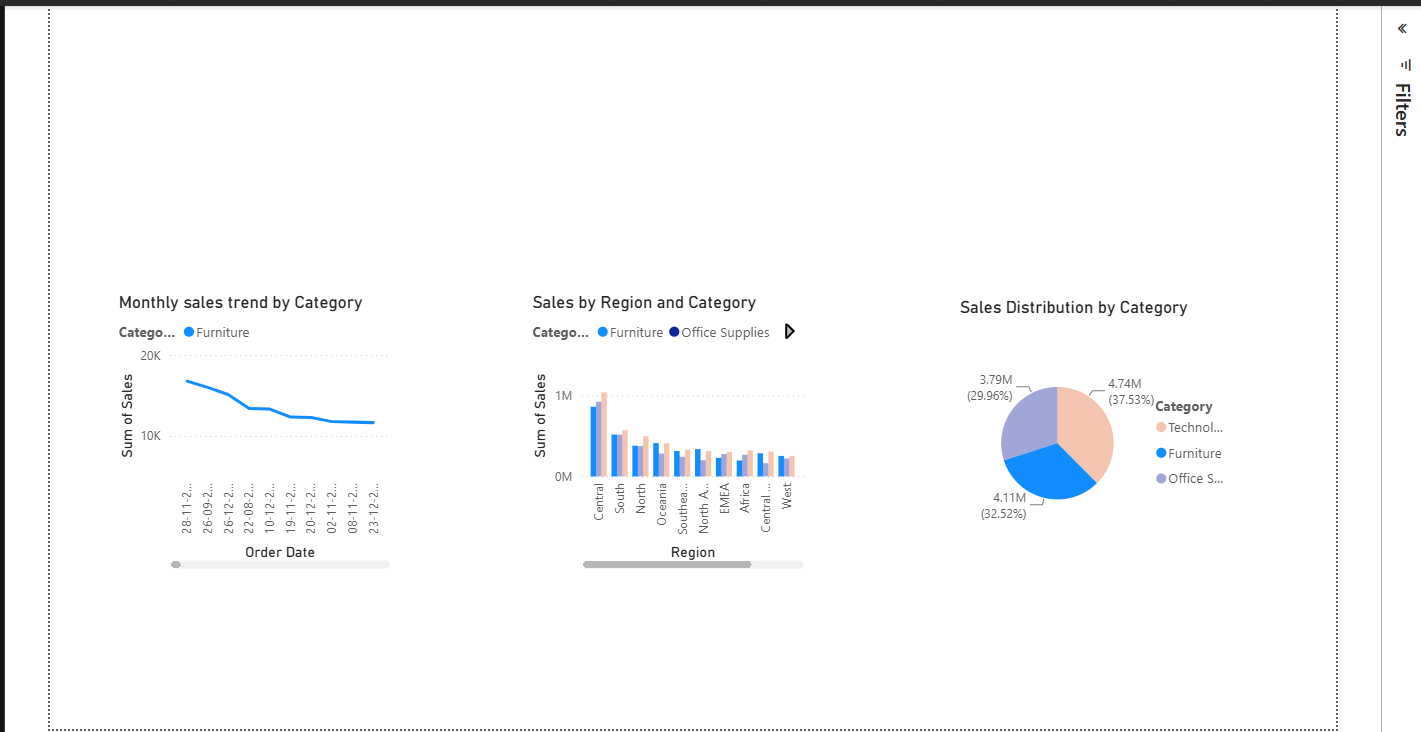 Filters
Monthly sales trend by Category
Catego... Furniture
20K
10K
Sum of Sales
28-11-2...
26-09-2...
26-12-2...
22-08-2...
10-12-2...
19-11-2...
20-12-2...
02-11-2...
08-11-2...
23-12-2...
Order Date
Sales by Region and Category
Catego... Furniture Office Supplies
1M
0M
Sum of Sales
Central
South
North
Oceania
Southea...
North A...
EMEA
Africa
Central ...
West
Region
Sales Distribution by Category
3.79M
(29.96%)
4.74M
(37.53%)
4.11M
(32.52%)
Category
Technol...
Furniture
Office S...